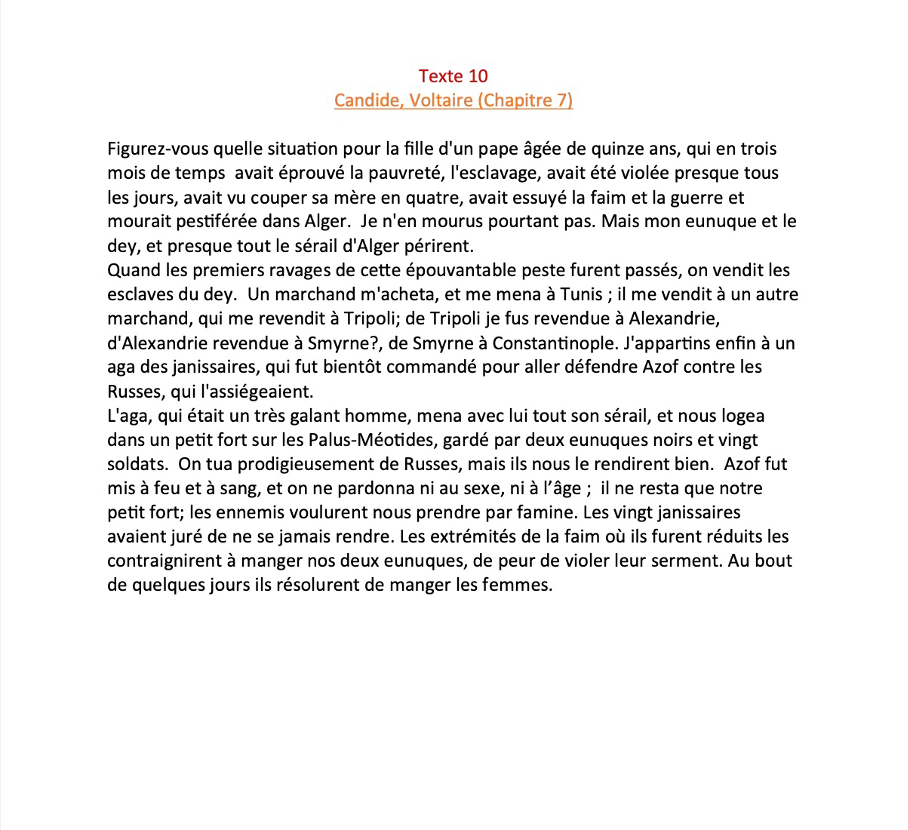 Texte 10
Candide, Voltaire (Chapitre 7)
Figurez-vous quelle situation pour la fille d'un pape âgée de quinze ans, qui en trois
mois de temps  avait éprouvé la pauvreté, l'esclavage, avait été violée presque tous
les jours, avait vu couper sa mère en quatre, avait essuyé la faim et la guerre et
mourait pestiférée dans Alger.  Je n'en mourus pourtant pas. Mais mon eunuque et le
dey, et presque tout le sérail d'Alger périrent.
Quand les premiers ravages de cette épouvantable peste furent passés, on vendit les
esclaves du dey.  Un marchand m'acheta, et me mena à Tunis ; il me vendit à un autre
marchand, qui me revendit à Tripoli; de Tripoli je fus revendue à Alexandrie,
d'Alexandrie revendue à Smyrne?, de Smyrne à Constantinople. J'appartins enfin à un
aga des janissaires, qui fut bientôt commandé pour aller défendre Azof contre les
Russes, qui l'assiégeaient.
L'aga, qui était un très galant homme, mena avec lui tout son sérail, et nous logea
dans un petit fort sur les Palus-Méotides, gardé par deux eunuques noirs et vingt
soldats.  On tua prodigieusement de Russes, mais ils nous le rendirent bien.  Azof fut
mis à feu et à sang, et on ne pardonna ni au sexe, ni à l’âge ;  il ne resta que notre
petit fort; les ennemis voulurent nous prendre par famine. Les vingt janissaires
avaient juré de ne se jamais rendre. Les extrémités de la faim où ils furent réduits les
contraignirent à manger nos deux eunuques, de peur de violer leur serment. Au bout
de quelques jours ils résolurent de manger les femmes.